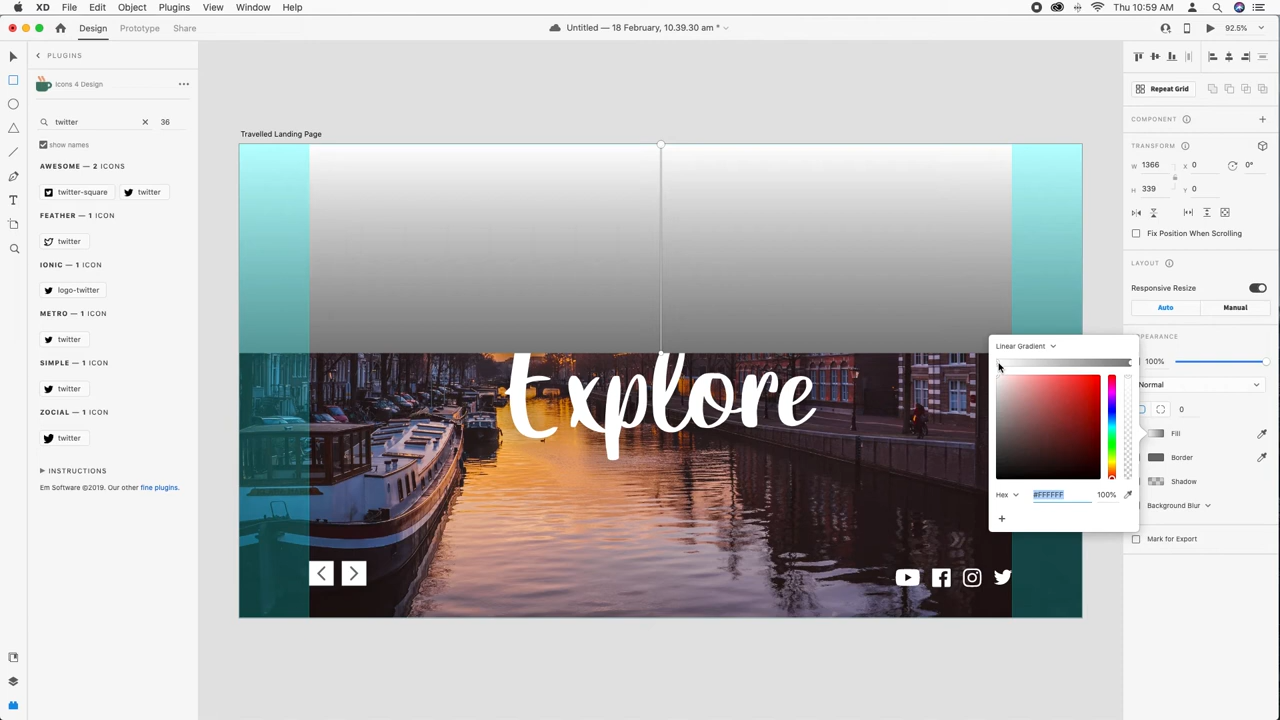 XD File Edit Object Plugins View Window Help Thu 10:59 AM
Design Prototype Share Untitled — 18 February, 10.39.30 am * 92.5%
PLUGINS
Icons 4 Design
twitter 36
show names
AWESOME — 2 ICONS
twitter-square twitter
FEATHER — 1 ICON
twitter
IONIC — 1 ICON
logo-twitter
METRO — 1 ICON
twitter
SIMPLE — 1 ICON
twitter
ZOCIAL — 1 ICON
twitter
INSTRUCTIONS
Em Software ©2019. Our other fine plugins.
Travelled Landing Page
Explore
Linear Gradient
Hex #FFFFFF 100%
Repeat Grid
COMPONENT
TRANSFORM
W 1366 X 0 0°
H 339 Y 0
Fix Position When Scrolling
LAYOUT
Responsive Resize
Auto Manual
PPEARANCE
100%
Normal
0
Fill
Border
Shadow
Background Blur
Mark for Export